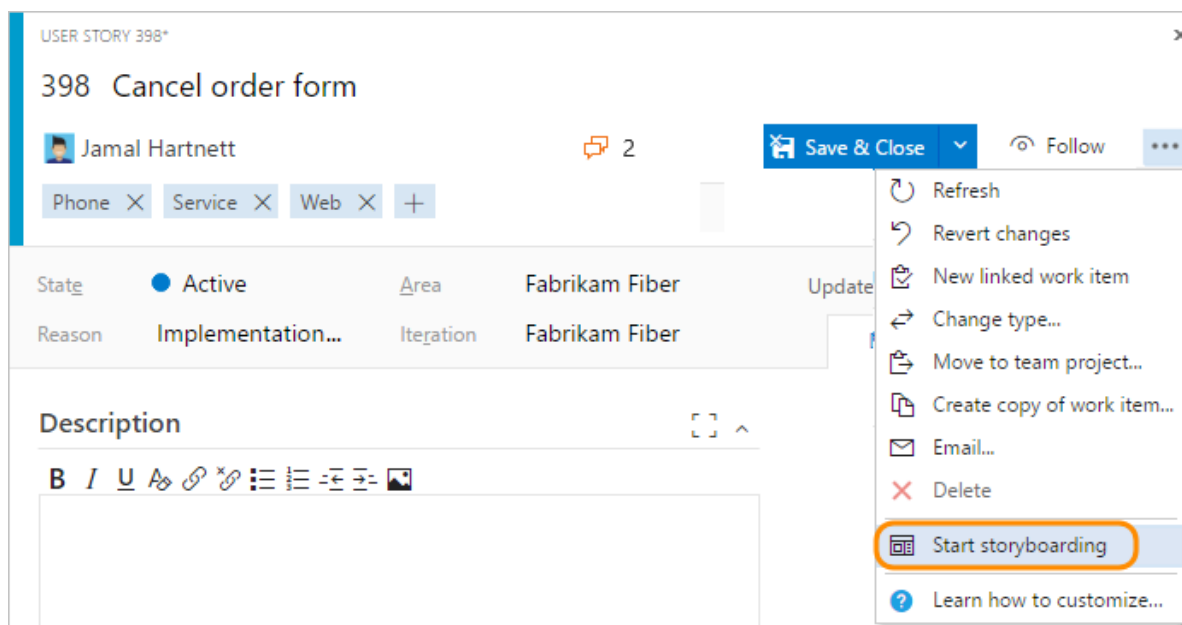 USER STORY 398*
398 Cancel order form
Jamal Hartnett
2
Save & Close
Follow
Phone
Service
Web
State
Active
Area
Fabrikam Fiber
Update
Reason
Implementation...
Iteration
Fabrikam Fiber
Description
B I U
Refresh
Revert changes
New linked work item
Change type...
Move to team project...
Create copy of work item...
Email...
Delete
Start storyboarding
Learn how to customize...